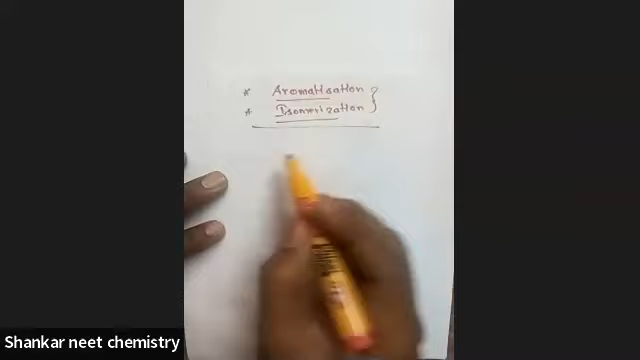 * Aromatisation
* Isomerization
Shankar neet chemistry